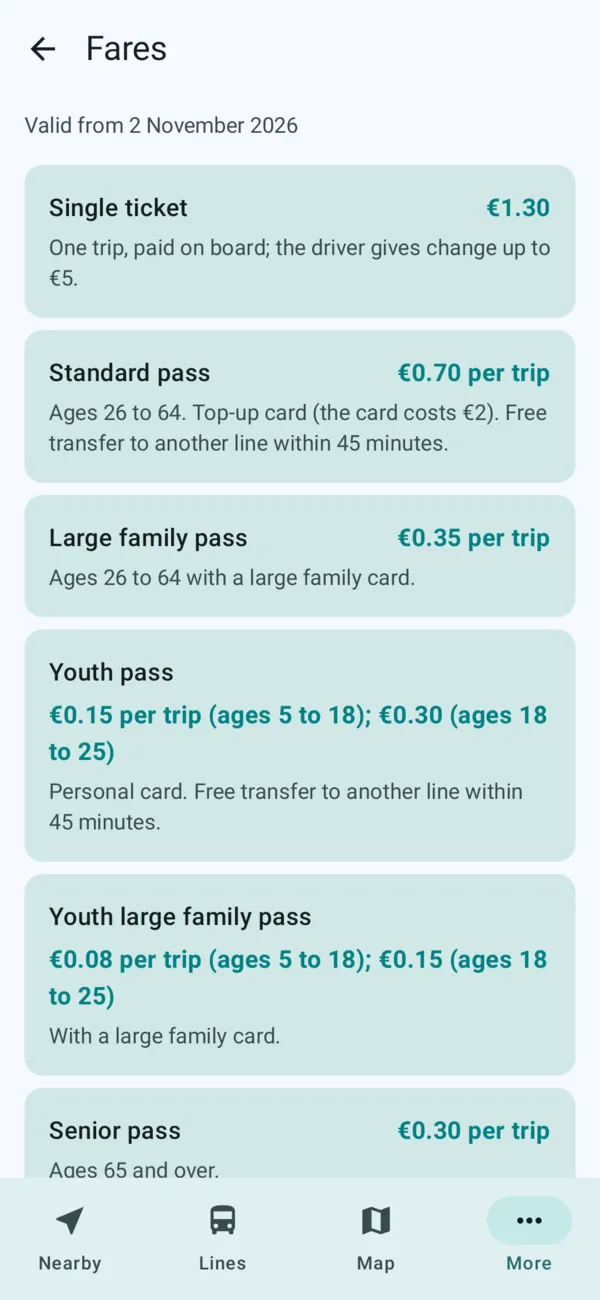 Fares
Valid from 2 November 2026
Single ticket €1.30
One trip, paid on board; the driver gives change up to
€5.
Standard pass €0.70 per trip
Ages 26 to 64. Top-up card (the card costs €2). Free
transfer to another line within 45 minutes.
Large family pass €0.35 per trip
Ages 26 to 64 with a large family card.
Youth pass
€0.15 per trip (ages 5 to 18); €0.30 (ages 18
to 25)
Personal card. Free transfer to another line within
45 minutes.
Youth large family pass
€0.08 per trip (ages 5 to 18); €0.15 (ages 18
to 25)
With a large family card.
Senior pass €0.30 per trip
Ages 65 and over.
Nearby Lines Map More